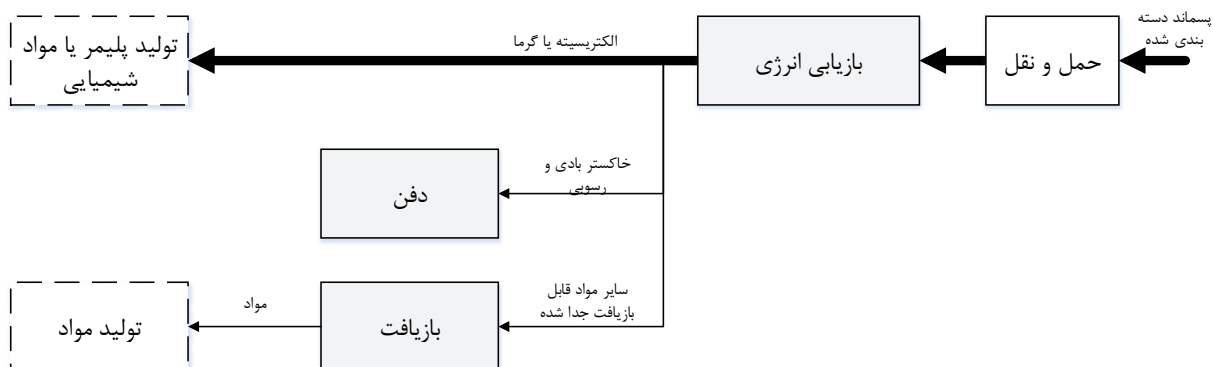 پسماند دسته
بندی شده
حمل و نقل
بازیابی انرژی
الکتریسیته یا گرما
تولید پلیمر یا مواد
شیمیایی
خاکستر بادی و
رسوبی
دفن
سایر مواد قابل
بازیافت جدا شده
بازیافت
مواد
تولید مواد